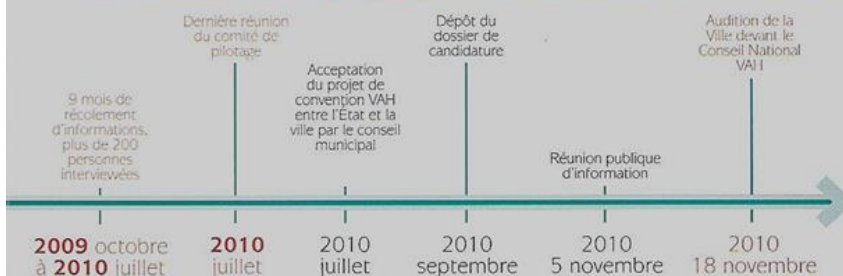 9 mois de
récolement
d'informations,
plus de 200
personnes
interviewées
2009 octobre
à 2010 juillet
Dernière réunion
du comité de
pilotage
2010
juillet
Acceptation
du projet de
convention VAH
entre l'État et la
ville par le conseil
municipal
2010
juillet
Dépôt du
dossier de
candidature
2010
septembre
Réunion publique
d'information
2010
5 novembre
Audition de la
Ville devant le
Conseil National
VAH
2010
18 novembre